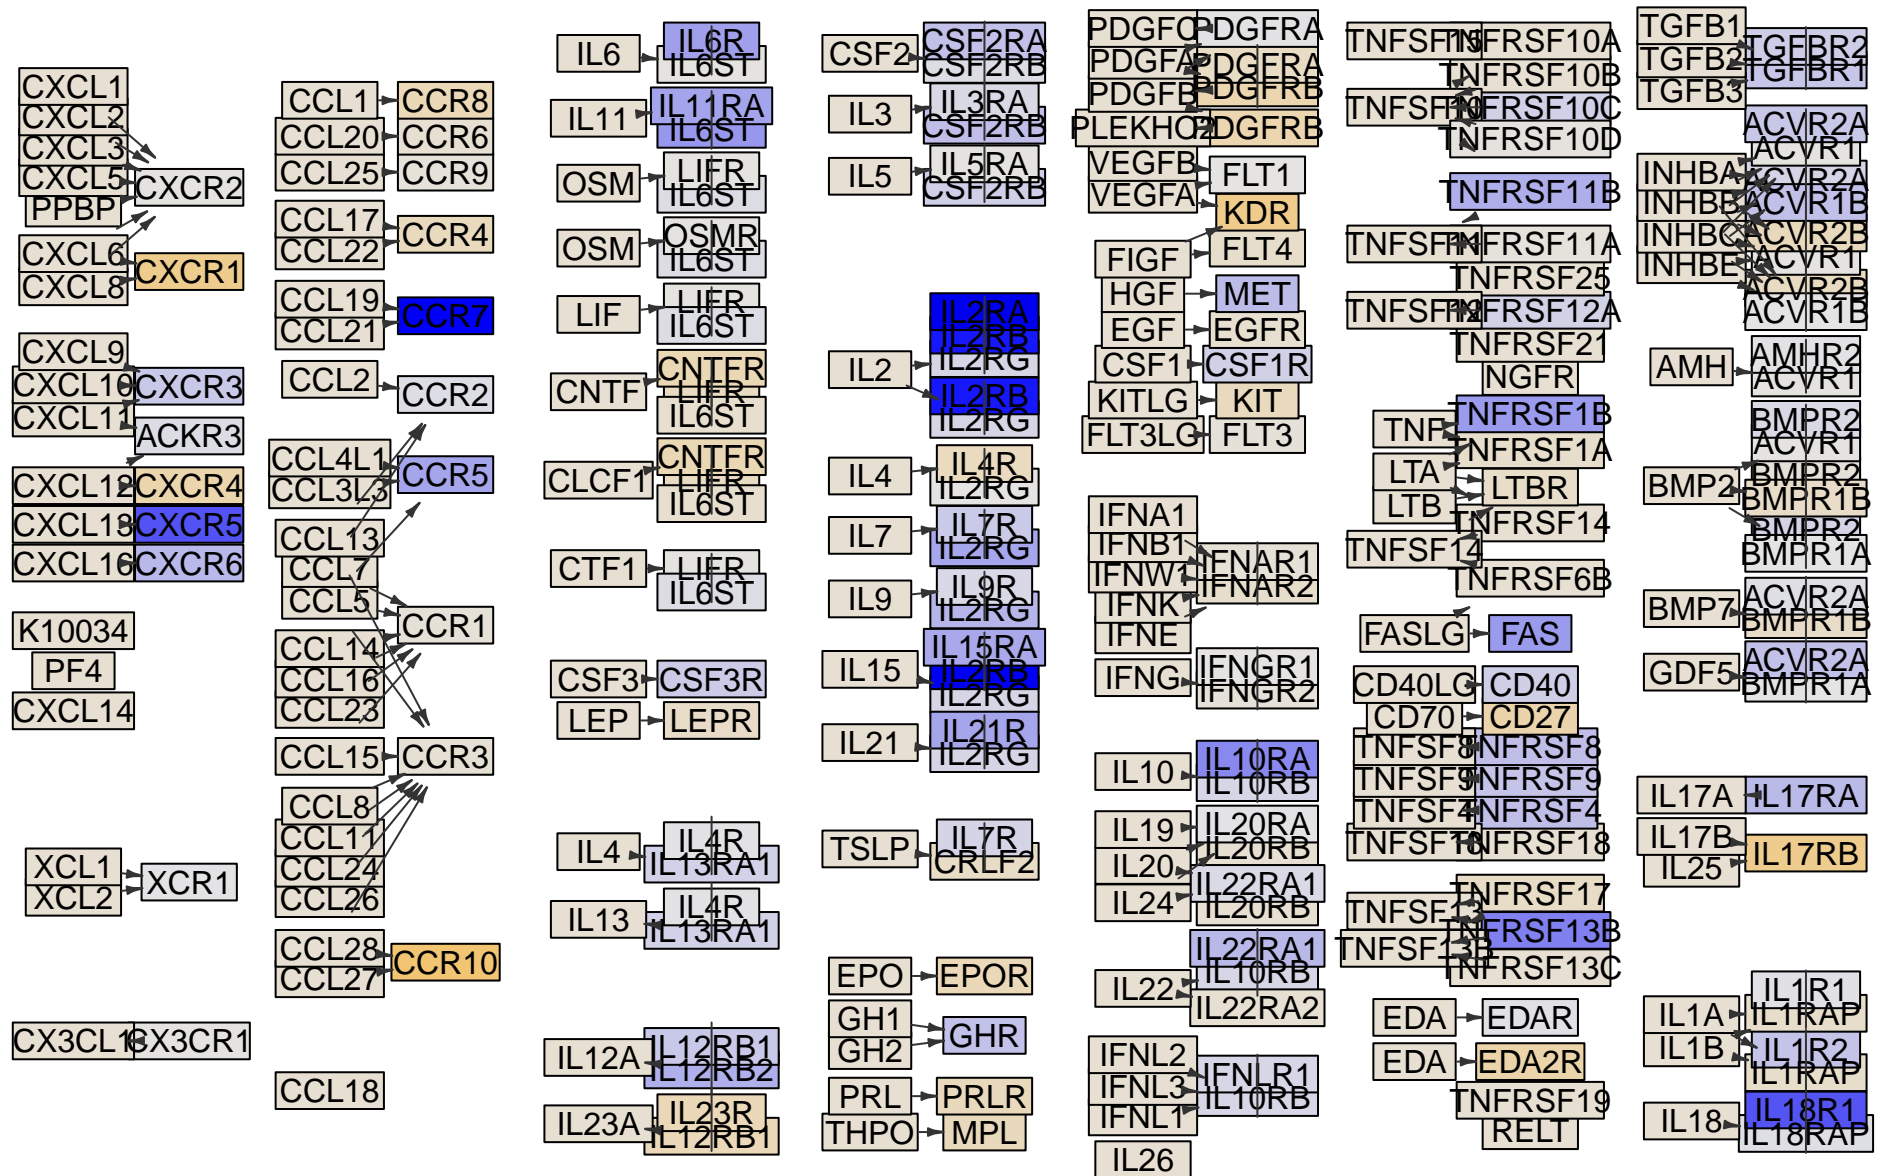 CXCL1
CXCL2
CXCL3
CXCL5
PPBP
CXCR2
CXCL6
CXCL8
CXCR1
CXCL9
CXCL10
CXCL11
CXCR3
ACKR3
CXCL12
CXCR4
CXCL13
CXCR5
CXCL16
CXCR6
K10034
PF4
CXCL14
XCL1
XCL2
XCR1
CX3CL1
CX3CR1
CCL1
CCR8
CCL20
CCR6
CCL25
CCR9
CCL17
CCL22
CCR4
CCL19
CCL21
CCR7
CCL2
CCR2
CCL4L1
CCL3L3
CCR5
CCL13
CCL7
CCL5
CCR1
CCL14
CCL16
CCL23
CCL15
CCR3
CCL8
CCL11
CCL24
CCL26
CCL28
CCL27
CCR10
CCL18
IL6
IL6R
IL6ST
IL11
IL11RA
IL6ST
OSM
LIFR
IL6ST
OSM
OSMR
IL6ST
LIF
LIFR
IL6ST
CNTF
CNTFR
LIFR
IL6ST
CLCF1
CNTFR
LIFR
IL6ST
CTF1
LIFR
IL6ST
CSF3
CSF3R
LEP
LEPR
IL4
IL4R
IL13RA1
IL13
IL4R
IL13RA1
IL12A
IL12RB1
IL12RB2
IL23A
IL23R
IL12RB1
CSF2
CSF2RA
CSF2RB
IL3
IL3RA
CSF2RB
IL5
IL5RA
CSF2RB
IL2
IL2RA
IL2RB
IL2RG
IL2RB
IL2RG
IL4
IL4R
IL2RG
IL7
IL7R
IL2RG
IL9
IL9R
IL2RG
IL15
IL15RA
IL2RB
IL2RG
IL21
IL21R
IL2RG
TSLP
IL7R
CRLF2
EPO
EPOR
GH1
GH2
GHR
PRL
PRLR
THPO
MPL
PDGFC
PDGFRA
PDGFA
PDGFRA
PDGFB
PDGFRB
PLEKHO2
PDGFRB
VEGFB
VEGFA
FLT1
KDR
FIGF
FLT4
HGF
MET
EGF
EGFR
CSF1
CSF1R
KITLG
KIT
FLT3LG
FLT3
IFNA1
IFNB1
IFNW1
IFNK
IFNE
IFNAR1
IFNAR2
IFNG
IFNGR1
IFNGR2
IL10
IL10RA
IL10RB
IL19
IL20
IL24
IL20RA
IL20RB
IL22RA1
IL20RB
IL22
IL22RA1
IL10RB
IL22RA2
IFNL2
IFNL3
IFNL1
IFNLR1
IL10RB
IL26
TNFSF15
TNFRSF10A
TNFRSF10B
TNFSF10
TNFRSF10C
TNFRSF10D
TNFRSF11B
TNFSF11
TNFRSF11A
TNFRSF25
TNFSF12
TNFRSF12A
TNFRSF21
NGFR
TNF
TNFRSF1B
TNFRSF1A
LTA
LTB
LTBR
TNFRSF14
TNFSF14
TNFRSF6B
FASLG
FAS
CD40LG
CD40
CD70
CD27
TNFSF8
TNFRSF8
TNFSF9
TNFRSF9
TNFSF4
TNFRSF4
TNFSF18
TNFRSF18
TNFRSF17
TNFSF13
TNFRSF13B
TNFSF13B
TNFRSF13C
EDA
EDAR
EDA
EDA2R
TNFRSF19
RELT
TGFB1
TGFB2
TGFB3
TGFBR2
TGFBR1
INHBA
INHBB
INHBC
INHBE
ACVR2A
ACVR1
ACVR2A
ACVR1B
ACVR2B
ACVR1
ACVR2B
ACVR1B
AMH
AMHR2
ACVR1
BMP2
BMPR2
ACVR1
BMPR2
BMPR1B
BMPR2
BMPR1A
BMP7
ACVR2A
BMPR1B
GDF5
ACVR2A
BMPR1A
IL17A
IL17RA
IL17B
IL25
IL17RB
IL1A
IL1B
IL1R1
IL1RAP
IL1R2
IL1RAP
IL18
IL18R1
IL18RAP